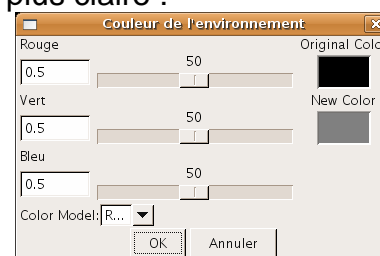 plus claire :
Couleur de l'environnement
Rouge
Original Colo
0.5
50
Vert
New Color
0.5
50
Bleu
0.5
50
Color Model: R...
OK
Annuler